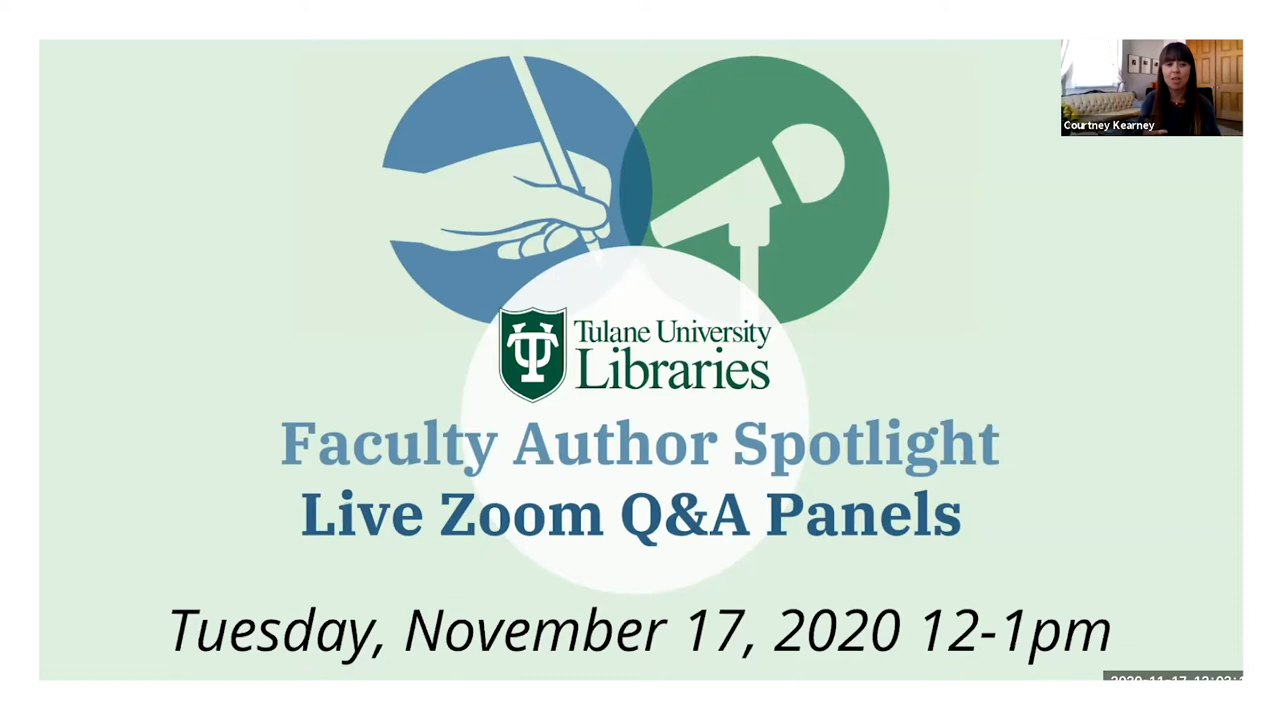 Courtney Kearney
Tulane University
Libraries
Faculty Author Spotlight
Live Zoom Q&A Panels
Tuesday, November 17, 2020 12-1pm